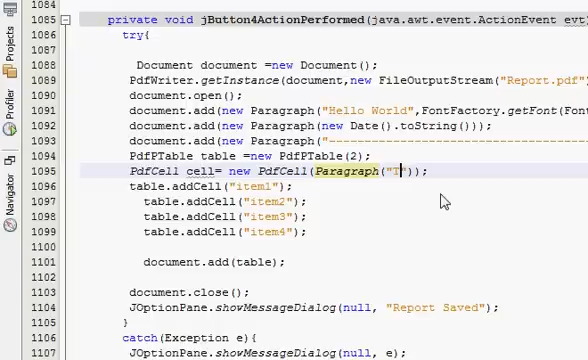 Projects
Profiler
Navigator
1084
1085 private void jButton4ActionPerformed(java.awt.event.ActionEvent evt
1086 try{
1087
1088 Document document =new Document();
1089 PdfWriter.getInstance(document,new FileOutputStream("Report.pdf"
1090 document.open();
1091 document.add(new Paragraph("Hello World",FontFactory.getFont(Font
1092 document.add(new Paragraph(new Date().toString()));
1093 document.add(new Paragraph("--------------------------------
1094 PdfPTable table =new PdfPTable(2);
1095 PdfCell cell= new PdfCell(Paragraph("T"));
1096 table.addCell("item1");
1097 table.addCell("item2");
1098 table.addCell("item3");
1099 table.addCell("item4");
1100
1101 document.add(table);
1102
1103 document.close();
1104 JOptionPane.showMessageDialog(null, "Report Saved");
1105 }
1106 catch(Exception e){
1107 JOptionPane.showMessageDialog(null, e);